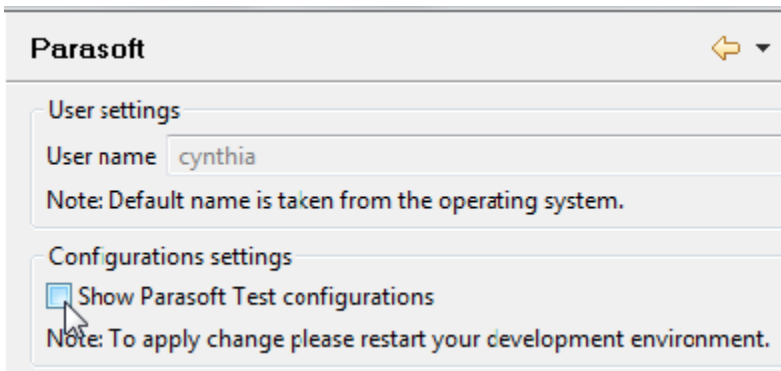 Parasoft
User settings
User name cynthia
Note: Default name is taken from the operating system.
Configurations settings
Show Parasoft Test configurations
Note: To apply change please restart your development environment.